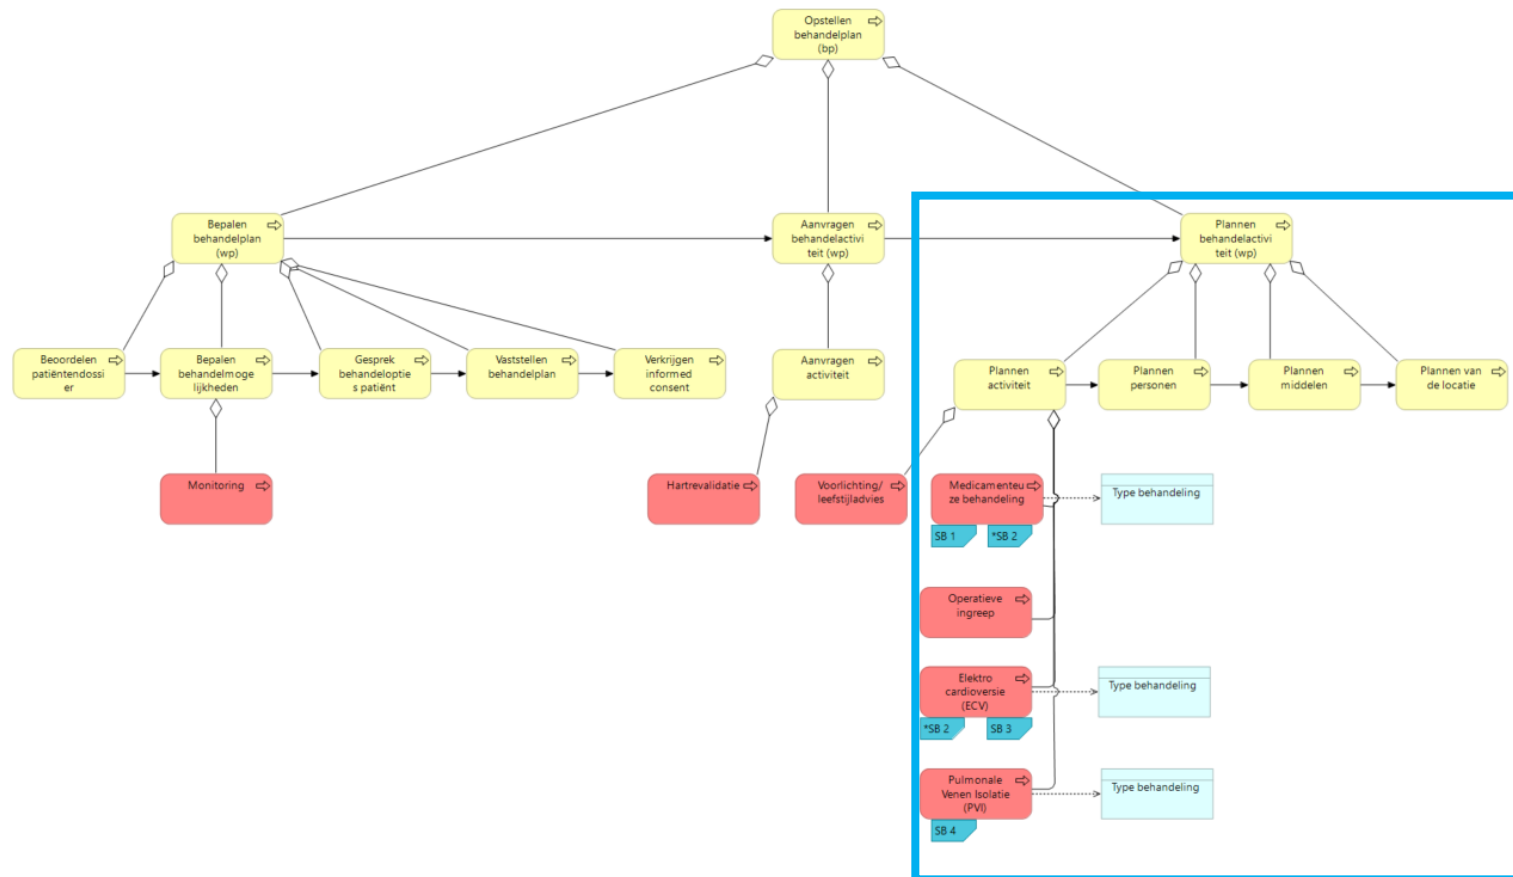 Opstellen
behandelplan
(bp)
Bepalen
behandelplan
(wp)
Aanvragen
behandelactivi
teit (wp)
Plannen
behandelactivi
teit (wp)
Beoordelen
patiëntendossi
er
Bepalen
behandelmoge
lijkheden
Gesprek
behandeloptie
s patiënt
Vaststellen
behandelplan
Verkrijgen
informed
consent
Aanvragen
activiteit
Plannen
activiteit
Plannen
personen
Plannen
middelen
Plannen van
de locatie
Monitoring
Hartrevalidatie
Voorlichting/
leefstijladvies
Medicamenteu
ze behandeling
Type behandeling
SB 1
*SB 2
Operatieve
ingreep
Elektro
cardioversie
(ECV)
Type behandeling
*SB 2
SB 3
Pulmonale
Venen Isolatie
(PVI)
Type behandeling
SB 4